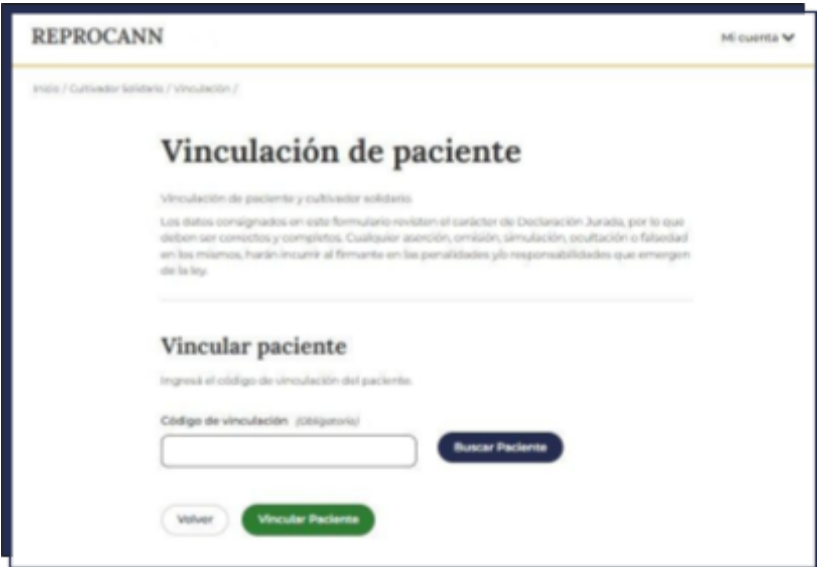 REPROCANN
Mi cuenta
Inicio / Cultivador Solidario / Vinculación /
Vinculación de paciente
Vinculación de paciente y cultivador solidario.
Los datos consignados en este formulario revisten el carácter de Declaración Jurada, por lo que
deben ser correctos y completos. Cualquier aserción, omisión, simulación, ocultación o falsedad
en los mismos, harán incurrir al firmante en las penalidades y/o responsabilidades que emergen
de la ley.
Vincular paciente
Ingresá el código de vinculación del paciente.
Código de vinculación (Obligatorio)
Buscar Paciente
Volver
Vincular Paciente